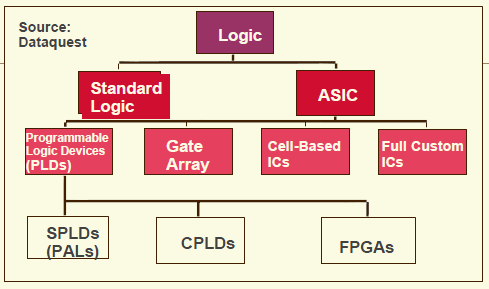 Source:
Dataquest
Logic
Standard
Logic
ASIC
Programmable
Logic Devices
(PLDs)
Gate
Array
Cell-Based
ICs
Full Custom
ICs
SPLDs
(PALs)
CPLDs
FPGAs